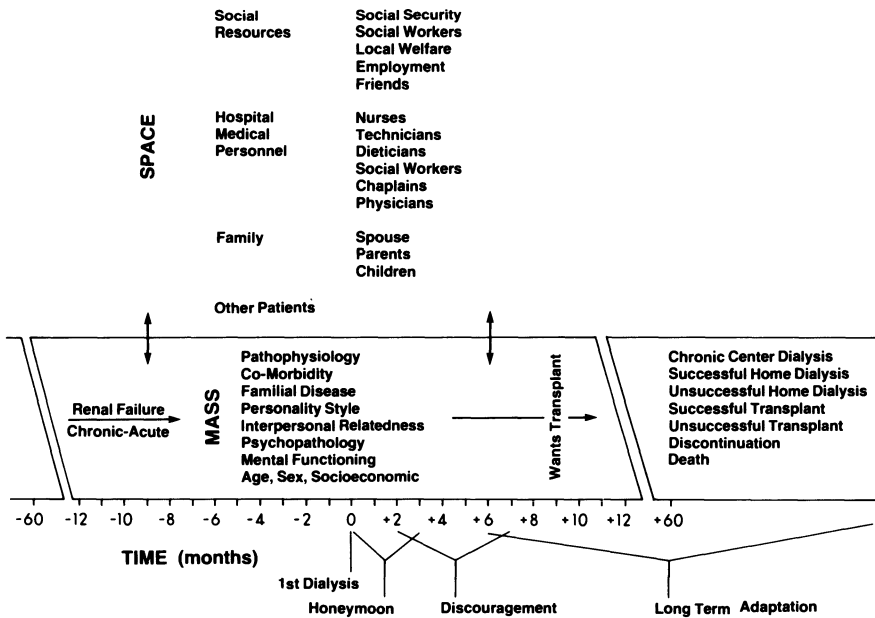 Social Resources
Social Security
Social Workers
Local Welfare
Employment
Friends
SPACE
Hospital
Medical
Personnel
Nurses
Technicians
Dieticians
Social Workers
Chaplains
Physicians
Family
Spouse
Parents
Children
Other Patients
Renal Failure
Chronic-Acute
MASS
Pathophysiology
Co-Morbidity
Familial Disease
Personality Style
Interpersonal Relatedness
Psychopathology
Mental Functioning
Age, Sex, Socioeconomic
Wants Transplant
Chronic Center Dialysis
Successful Home Dialysis
Unsuccessful Home Dialysis
Successful Transplant
Unsuccessful Transplant
Discontinuation
Death
-60 -12 -10 -8 -6 -4 -2 0 +2 +4 +6 +8 +10 +12 +60
TIME (months)
1st Dialysis
Honeymoon
Discouragement
Long Term Adaptation